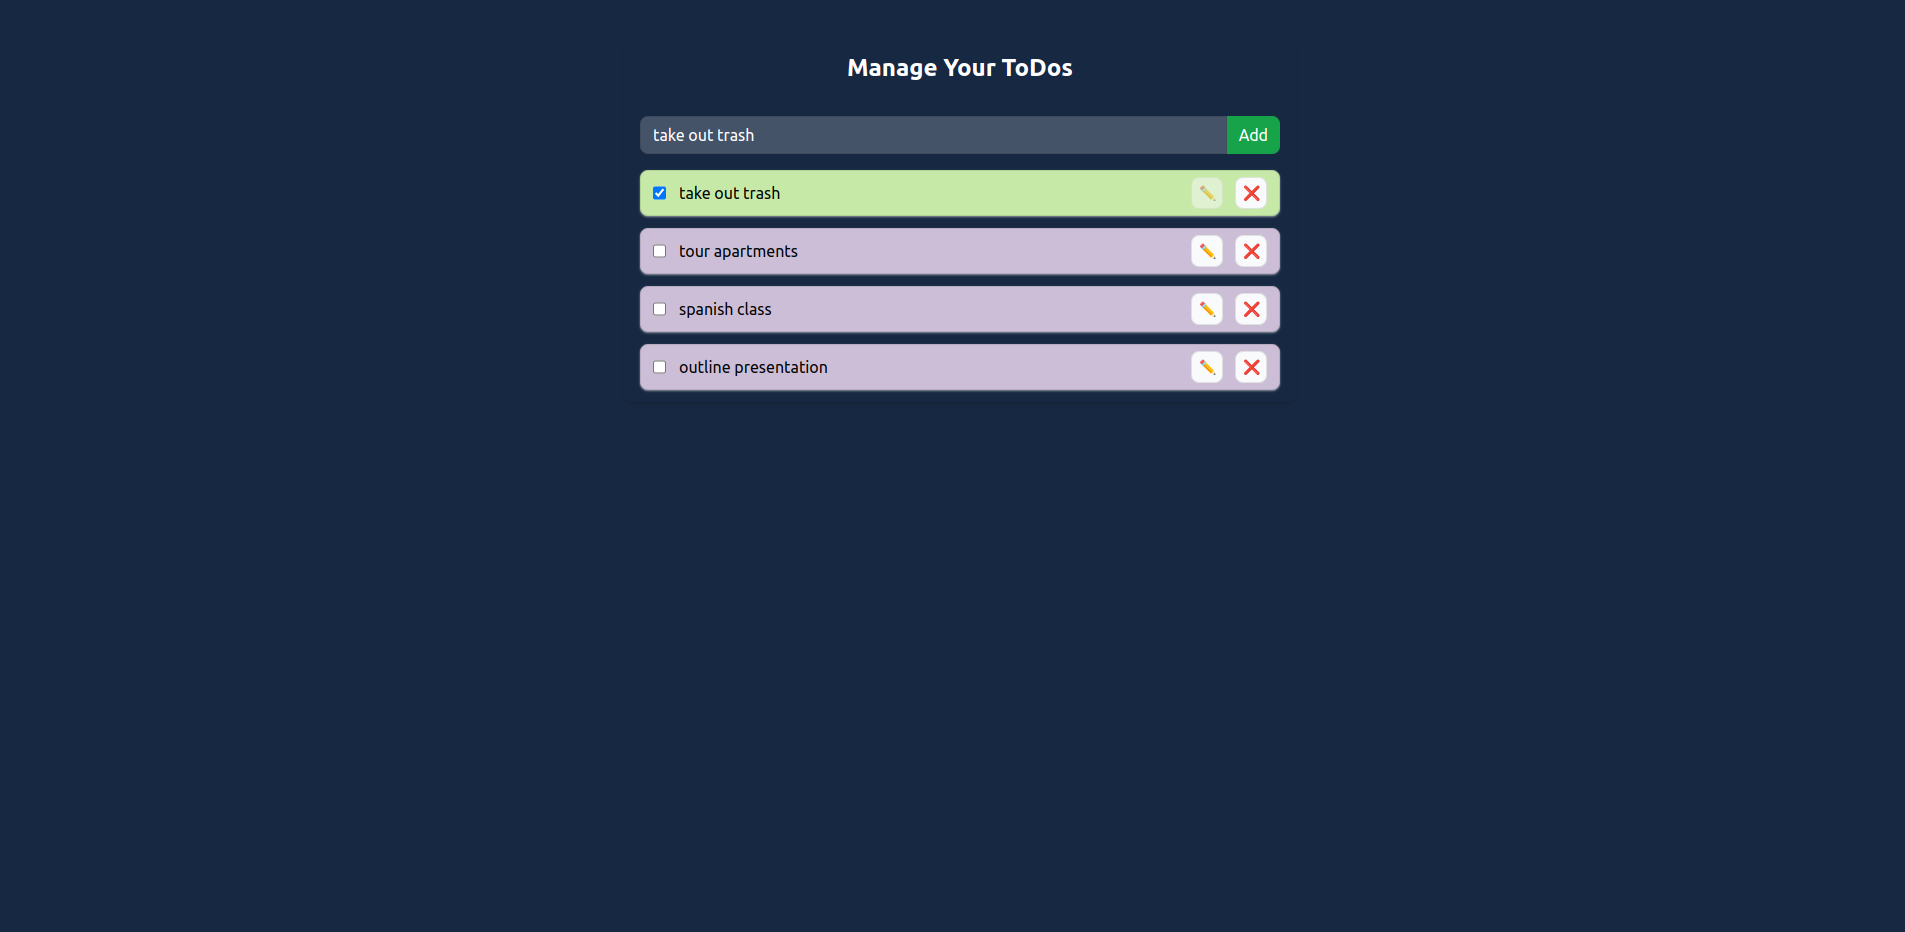 Manage Your ToDos
take out trash Add
take out trash
tour apartments
spanish class
outline presentation